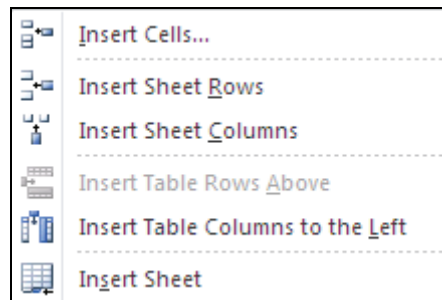 Insert Cells...
Insert Sheet Rows
Insert Sheet Columns
Insert Table Rows Above
Insert Table Columns to the Left
Insert Sheet